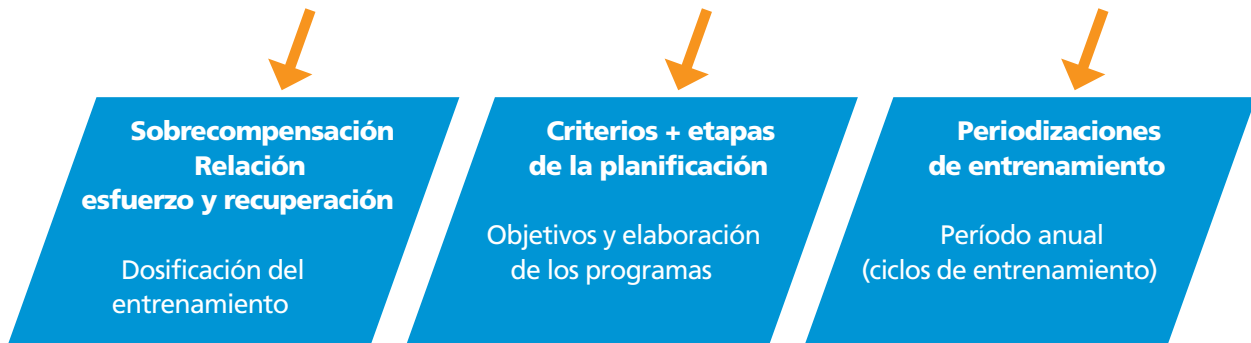 Sobrecompensación
Relación
esfuerzo y recuperación
Dosificación del
entrenamiento
Criterios + etapas
de la planificación
Objetivos y elaboración
de los programas
Periodizaciones
de entrenamiento
Período anual
(ciclos de entrenamiento)